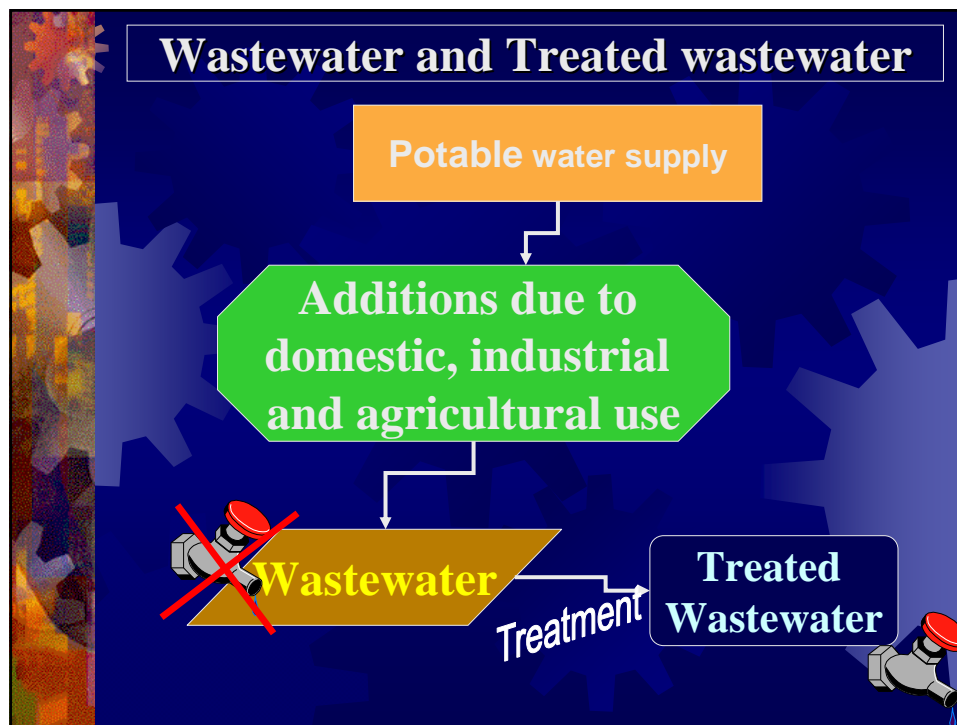 Wastewater and Treated wastewater
Potable water supply
Additions due to
domestic, industrial
and agricultural use
Wastewater
Treatment
Treated
Wastewater